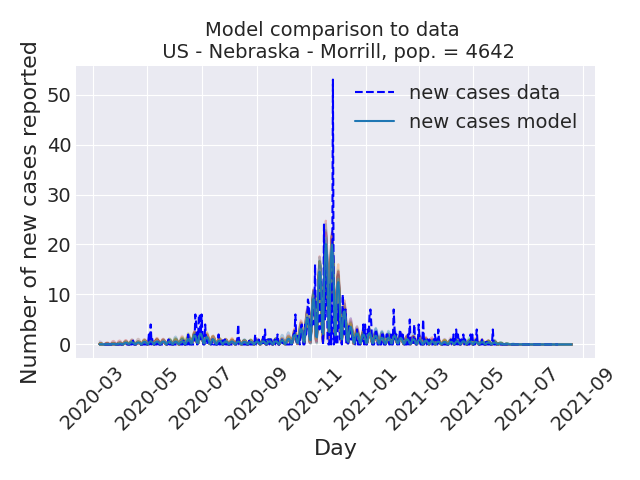 Model comparison to data
US - Nebraska - Morrill, pop. = 4642
Number of new cases reported
50
40
30
20
10
0
new cases data
new cases model
2020-03
2020-05
2020-07
2020-09
2020-11
2021-01
2021-03
2021-05
2021-07
2021-09
Day